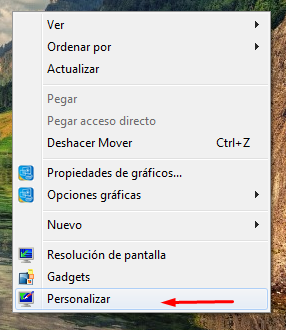 Ver
Ordenar por
Actualizar
Pegar
Pegar acceso directo
Deshacer Mover Ctrl+Z
Propiedades de gráficos...
Opciones gráficas
Nuevo
Resolución de pantalla
Gadgets
Personalizar